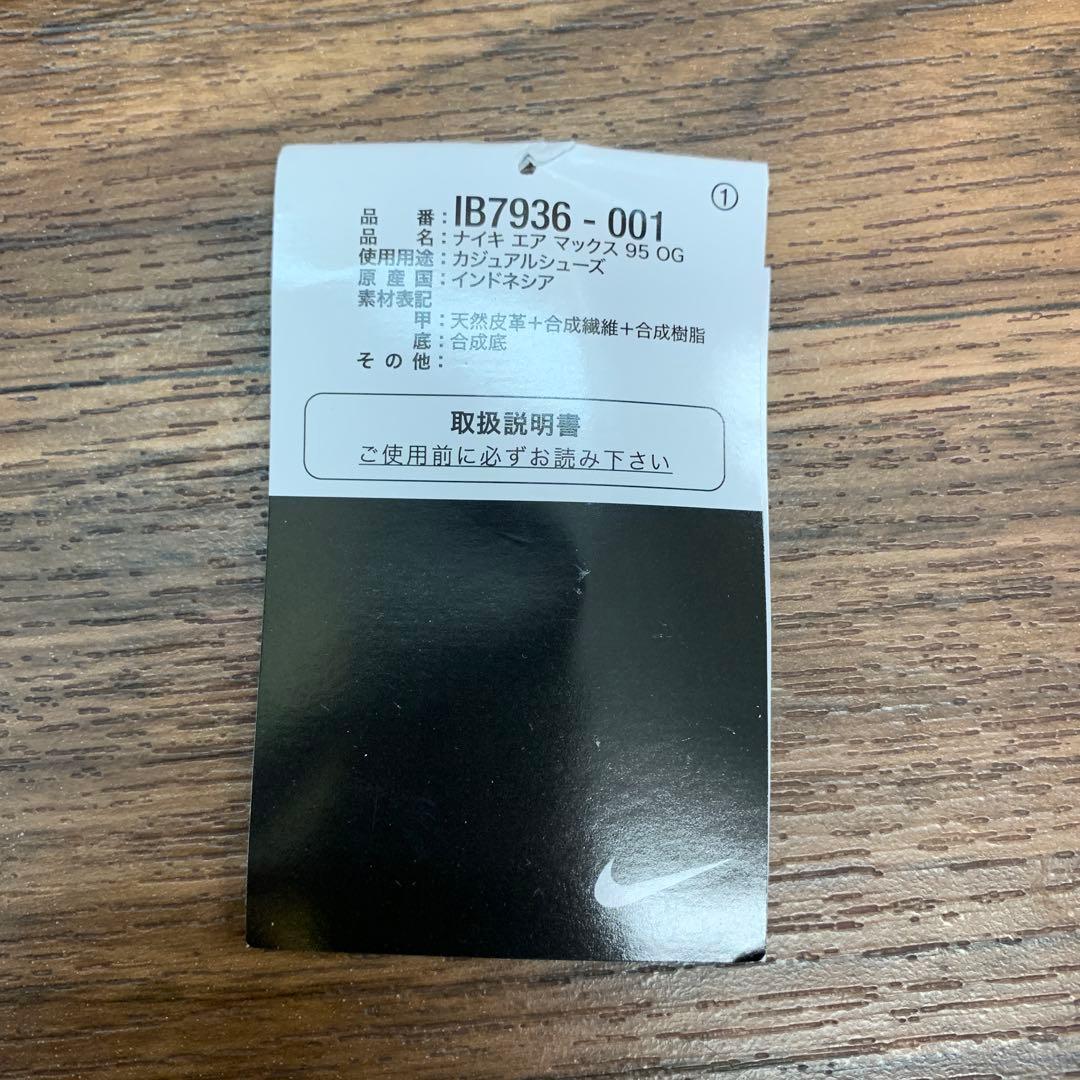 ①
品番：IB7936 - 001
品名：ナイキ エア マックス 95 OG
使用用途：カジュアルシューズ
原産国：インドネシア
素材表記
甲：天然皮革＋合成繊維＋合成樹脂
底：合成底
その他：
取扱説明書
ご使用前に必ずお読み下さい